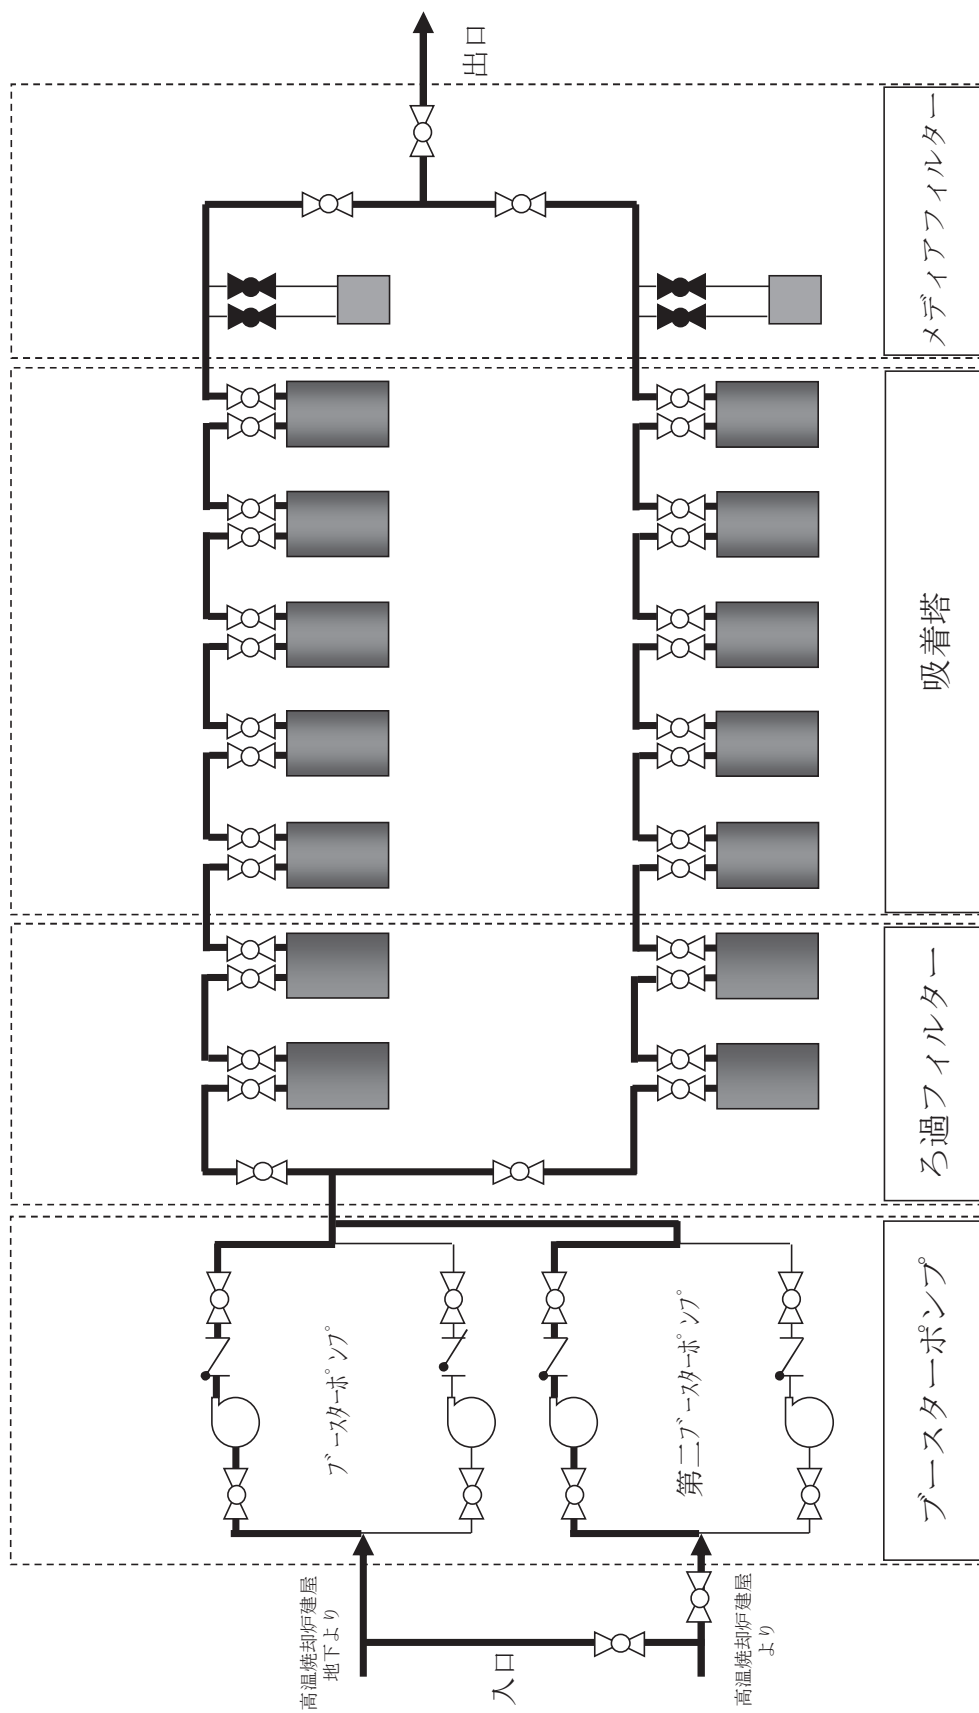 高温焼却炉建屋
地下より
高温焼却炉建屋
より
入口
ブースターポンプ
第二ブースターポンプ
出口
ブースターポンプ
ろ過フィルター
吸着塔
メディアフィルター